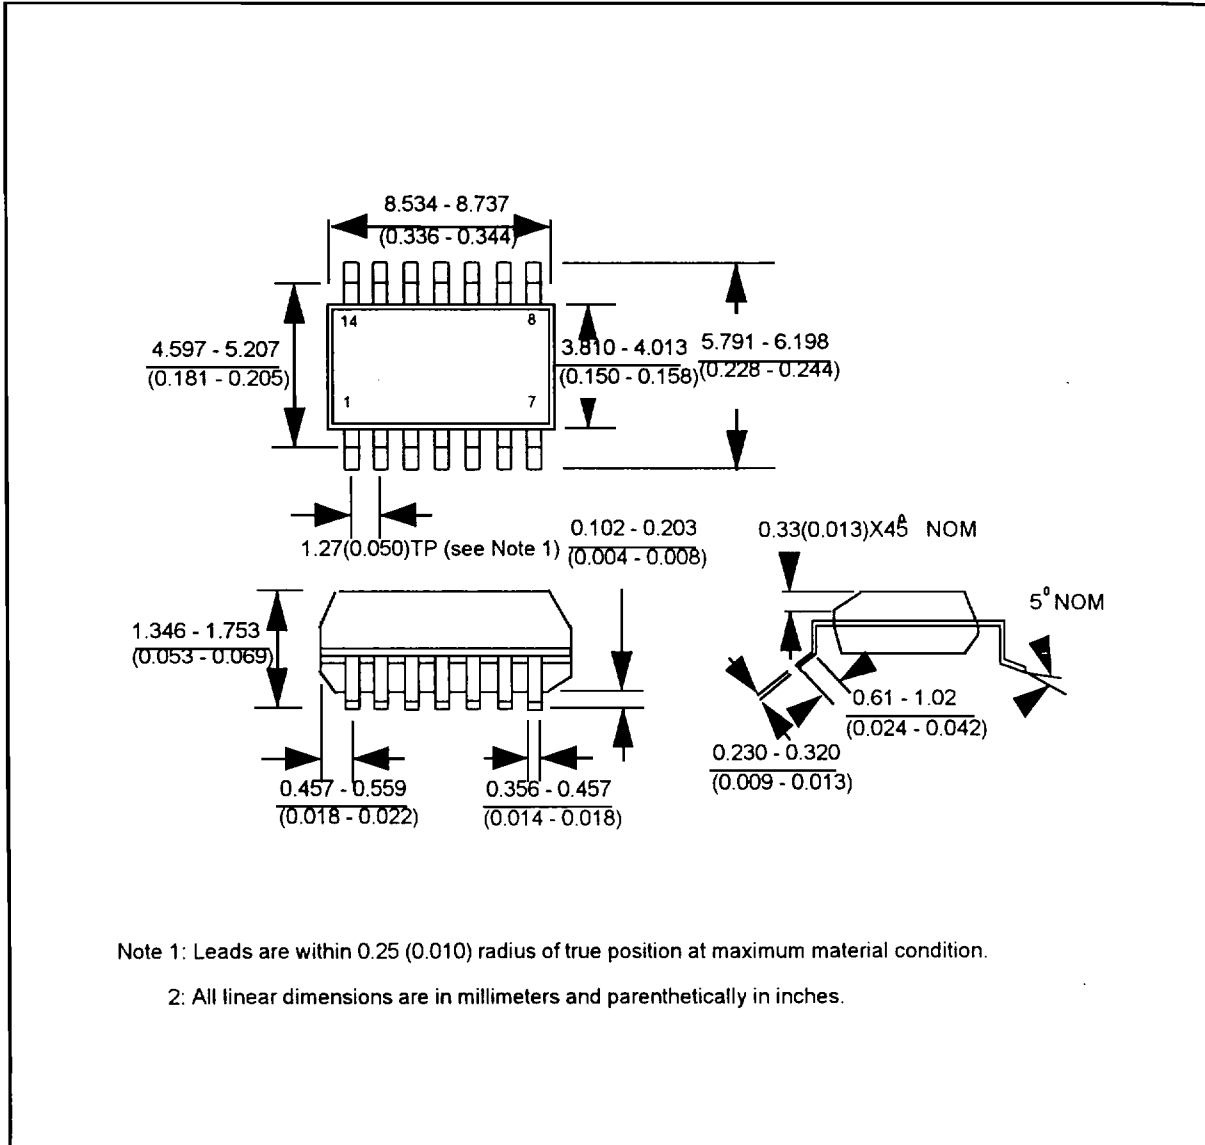 8.534 - 8.737
(0.336 - 0.344)
14
8
4.597 - 5.207
(0.181 - 0.205)
3.810 - 4.013
(0.150 - 0.158)
5.791 - 6.198
(0.228 - 0.244)
1
7
1.27(0.050)TP (see Note 1)
0.102 - 0.203
(0.004 - 0.008)
0.33(0.013)X45° NOM
5° NOM
1.346 - 1.753
(0.053 - 0.069)
0.61 - 1.02
(0.024 - 0.042)
0.230 - 0.320
(0.009 - 0.013)
0.457 - 0.559
(0.018 - 0.022)
0.356 - 0.457
(0.014 - 0.018)
Note 1: Leads are within 0.25 (0.010) radius of true position at maximum material condition.
2: All linear dimensions are in millimeters and parenthetically in inches.